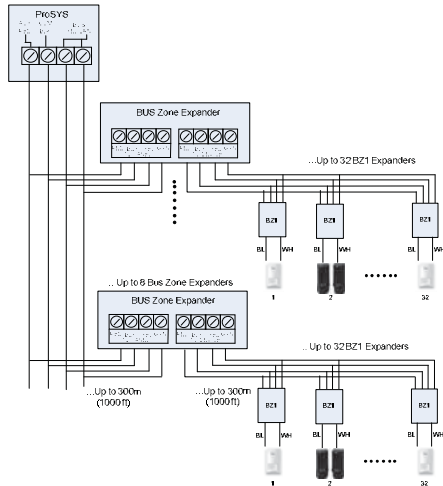 ProSYS
BUS Zone Expander
...Up to 32 BZ1 Expanders
BZ1 BZ1 BZ1
BL WH BL WH BL WH
1 2 32
.. Up to 8 Bus Zone Expanders
BUS Zone Expander
.. Up to 32 BZ1 Expanders
...Up to 300m
(1000ft)
...Up to 300m
(1000ft)
BZ1 BZ1 BZ1
BL WH BL WH BL WH
1 2 32